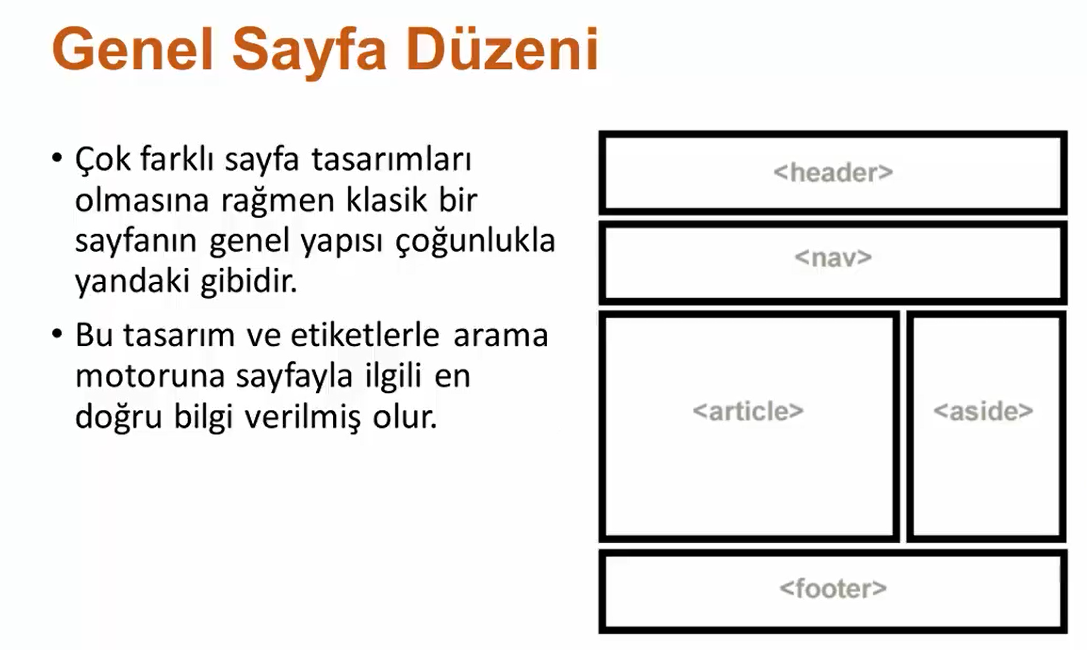 Genel Sayfa Düzeni
• Çok farklı sayfa tasarımları
olmasına rağmen klasik bir
sayfanın genel yapısı çoğunlukla
yandaki gibidir.
• Bu tasarım ve etiketlerle arama
motoruna sayfayla ilgili en
doğru bilgi verilmiş olur.
<header>
<nav>
<article>
<aside>
<footer>